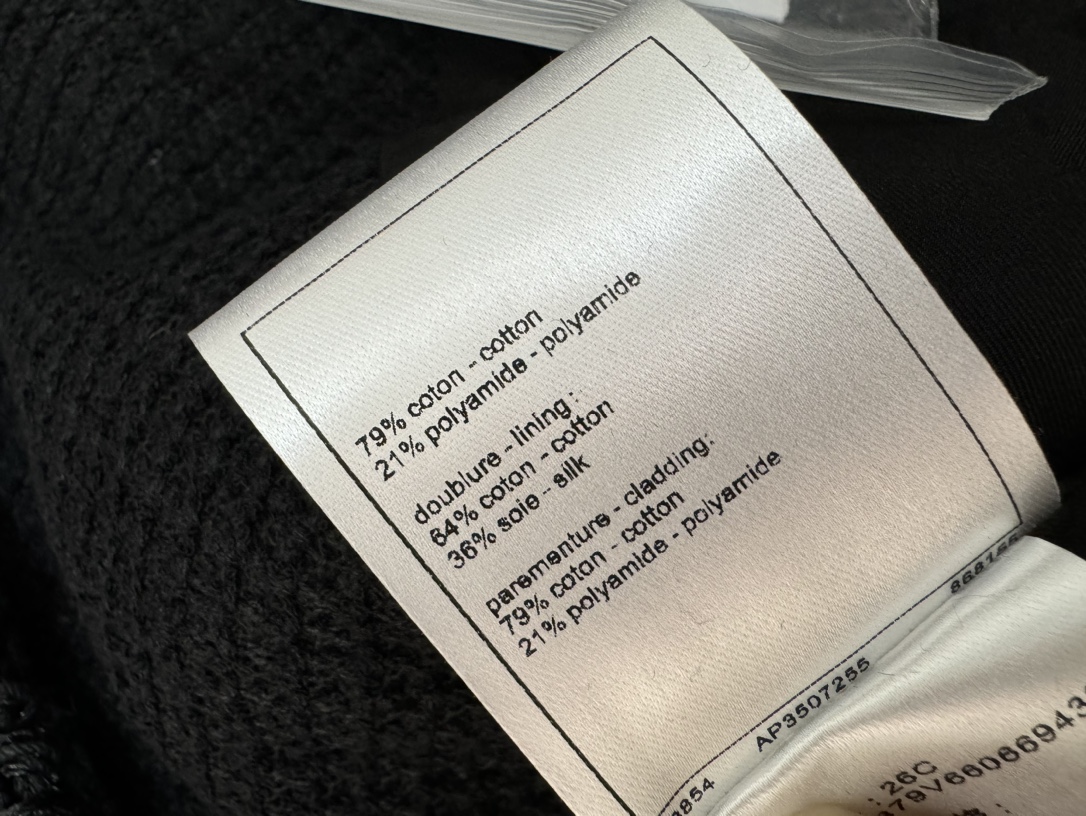 79% coton - cotton
21% polyamide - polyamide
doublure - lining :
64% coton - cotton
36% soie - silk
parementure - cladding:
79% coton - cotton
21% polyamide - polyamide
AP3507255
:26C